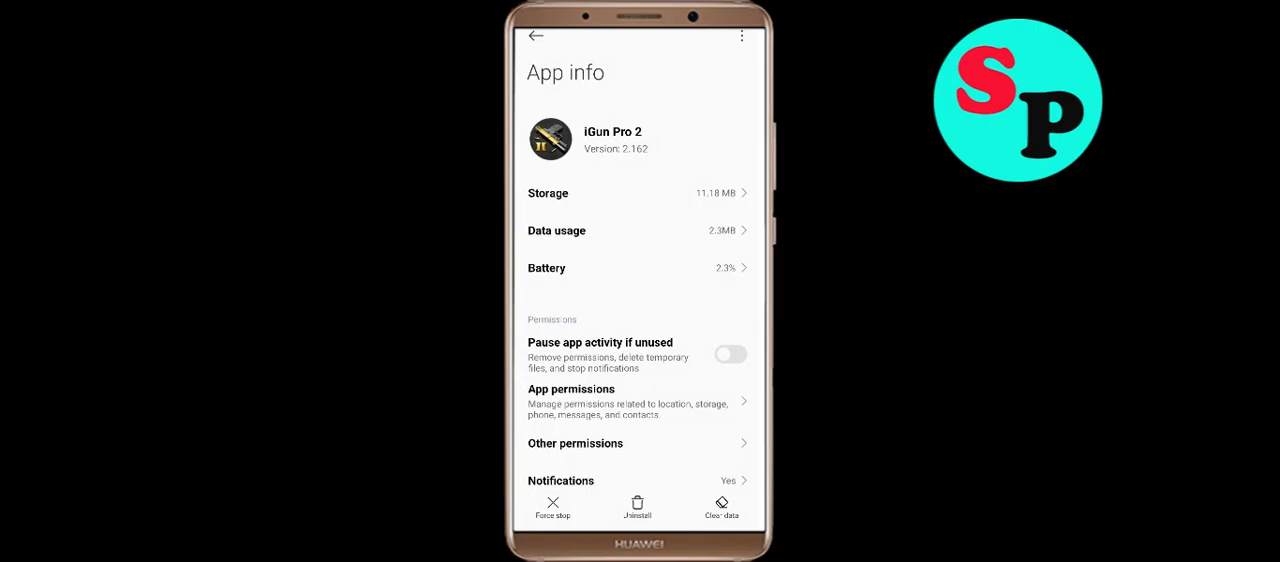 App info
iGun Pro 2
Version: 2.162
Storage 11.18 MB
Data usage 2.3MB
Battery 2.3%
Permissions
Pause app activity if unused
Remove permissions, delete temporary
files, and stop notifications
App permissions
Manage permissions related to location, storage,
phone, messages, and contacts.
Other permissions
Notifications Yes
Force stop Uninstall Clear data
HUAWEI
SP
II